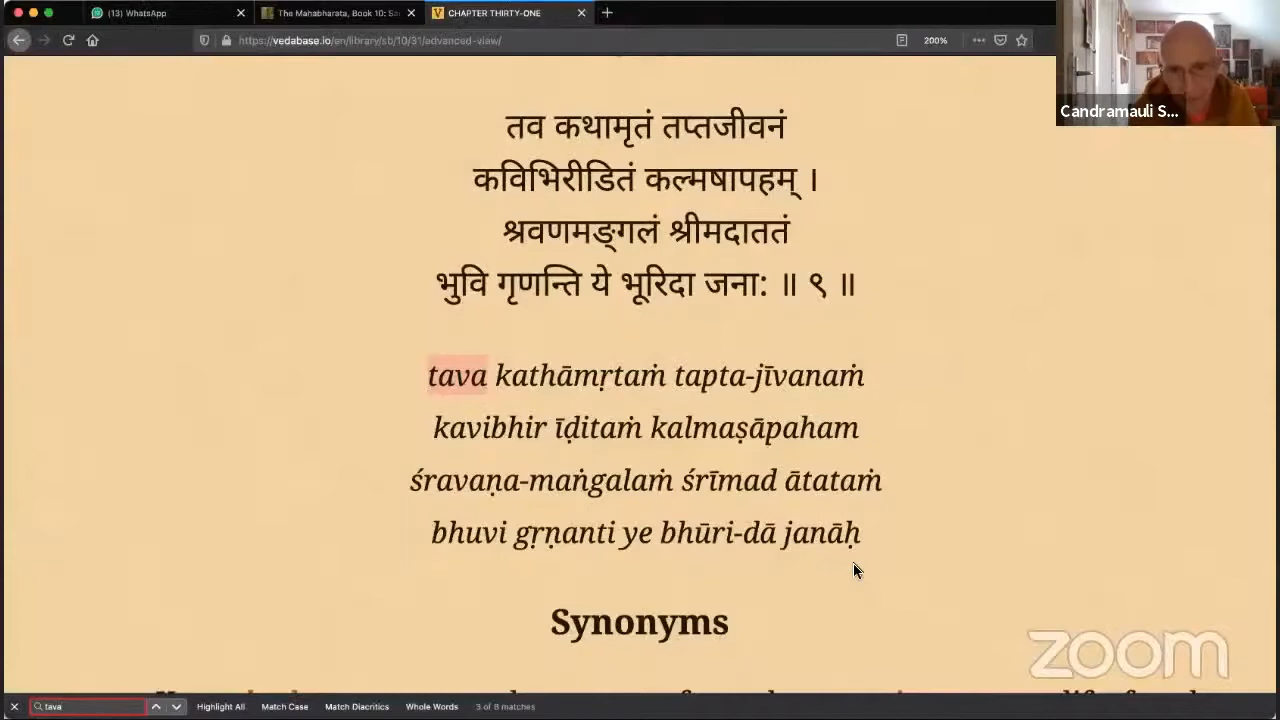 (13) WhatsApp
The Mahabharata, Book 10: Sa
CHAPTER THIRTY-ONE
https://vedabase.io/en/library/sb/10/31/advanced-view/
200%
Candramauli S...
तव कथामृतं तप्तजीवनं
कविभिरीडितं कल्मषापहम् ।
श्रवणमङ्गलं श्रीमदाततं
भुवि गृणन्ति ये भूरिदा जना: ॥ ९ ॥
tava kathāmṛtaṁ tapta-jīvanaṁ
kavibhir īḍitaṁ kalmaṣāpaham
śravaṇa-maṅgalaṁ śrīmad ātataṁ
bhuvi gṛṇanti ye bhūri-dā janāḥ
Synonyms
zoom
tava
Highlight All
Match Case
Match Diacritics
Whole Words
3 of 8 matches